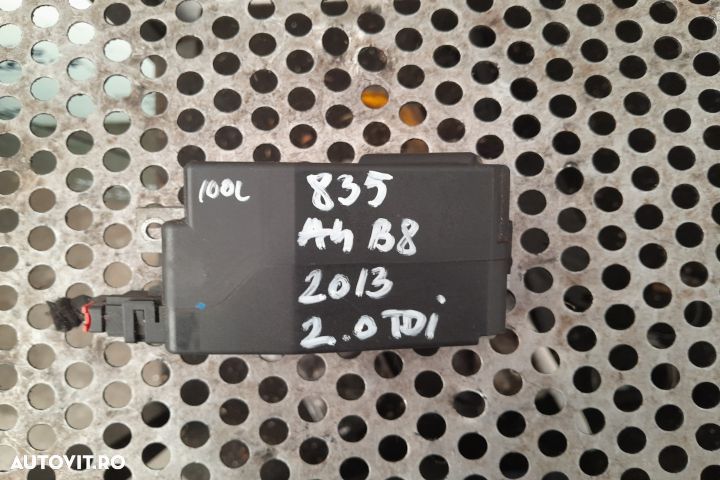 100L
835
A4 B8
2013
2.0 TDi
AUTOVIT.RO